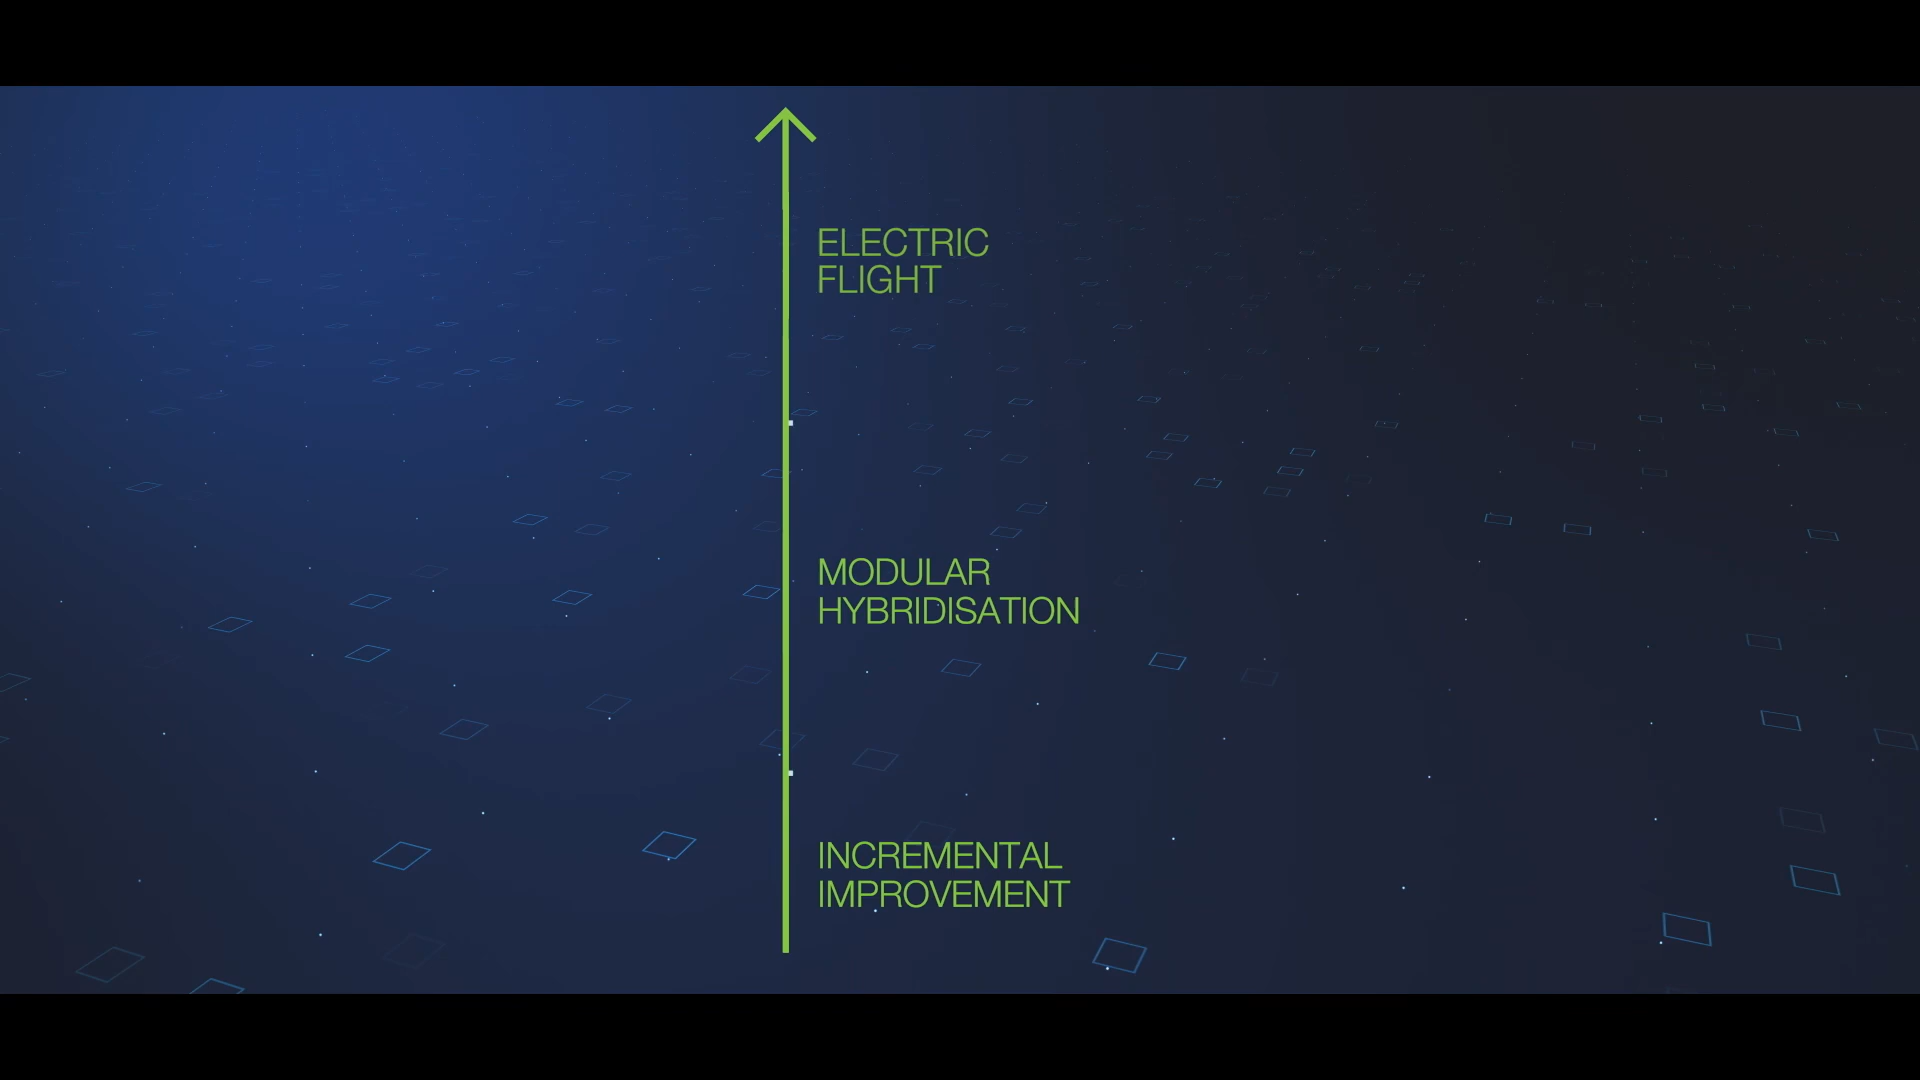 ELECTRIC
FLIGHT
MODULAR
HYBRIDISATION
INCREMENTAL
IMPROVEMENT